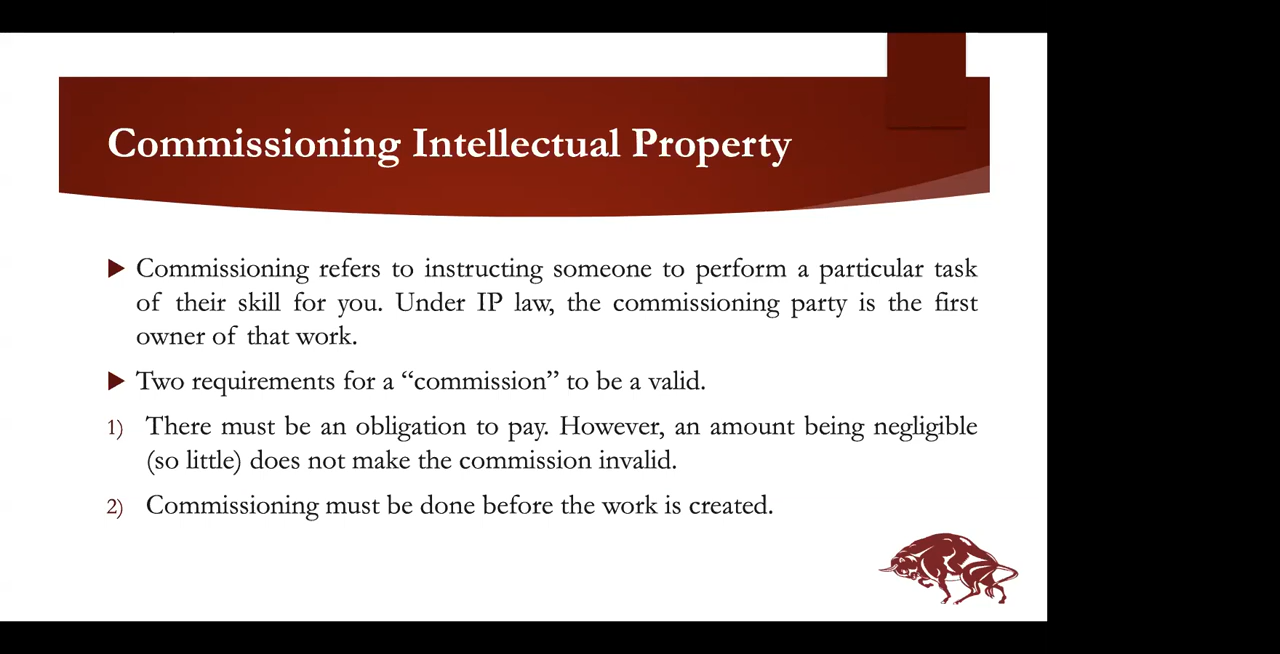 Commissioning Intellectual Property
Commissioning refers to instructing someone to perform a particular task
of their skill for you. Under IP law, the commissioning party is the first
owner of that work.
Two requirements for a “commission” to be a valid.
1) There must be an obligation to pay. However, an amount being negligible
(so little) does not make the commission invalid.
2) Commissioning must be done before the work is created.